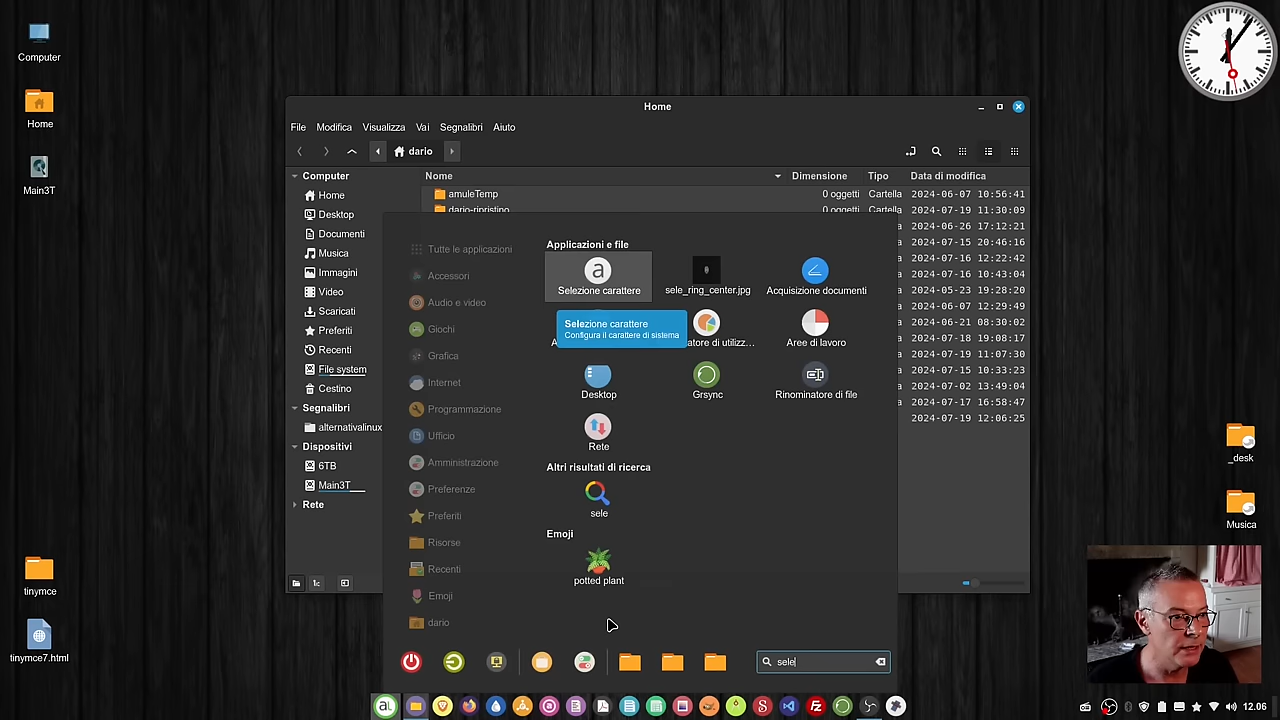 Computer
Home
Main3T
tinymce
tinymce7.html
Home
File Modifica Visualizza Vai Segnalibri Aiuto
dario
Computer
Home
Desktop
Documenti
Musica
Immagini
Video
Scaricati
Preferiti
Recenti
File system
Cestino
Segnalibri
alternativalinux
Dispositivi
6TB
Main3T
Rete
Nome Dimensione Tipo Data di modifica
amuleTemp 0 oggetti Cartella 2024-06-07 10:56:41
dario-ripristino 0 oggetti Cartella 2024-07-19 11:30:09
a 2024-06-26 17:12:21
a 2024-07-15 20:46:16
a 2024-07-16 12:22:42
a 2024-07-16 10:43:04
a 2024-05-23 19:28:20
a 2024-06-07 12:29:49
a 2024-06-21 08:30:02
a 2024-07-18 19:08:17
a 2024-07-19 11:07:30
a 2024-07-15 10:33:23
a 2024-07-02 13:49:04
a 2024-07-17 16:58:47
2024-07-19 12:06:25
Tutte le applicazioni
Accessori
Audio e video
Giochi
Grafica
Internet
Programmazione
Ufficio
Amministrazione
Preferenze
Preferiti
Risorse
Recenti
Emoji
dario
Applicazioni e file
Selezione carattere
sele_ring_center.jpg
Acquisizione documenti
Selezione carattere
Configura il carattere di sistema
A
atore di utilizz...
Aree di lavoro
Desktop
Grsync
Rinominatore di file
Rete
Altri risultati di ricerca
sele
Emoji
potted plant
sele
_desk
Musica
12.06